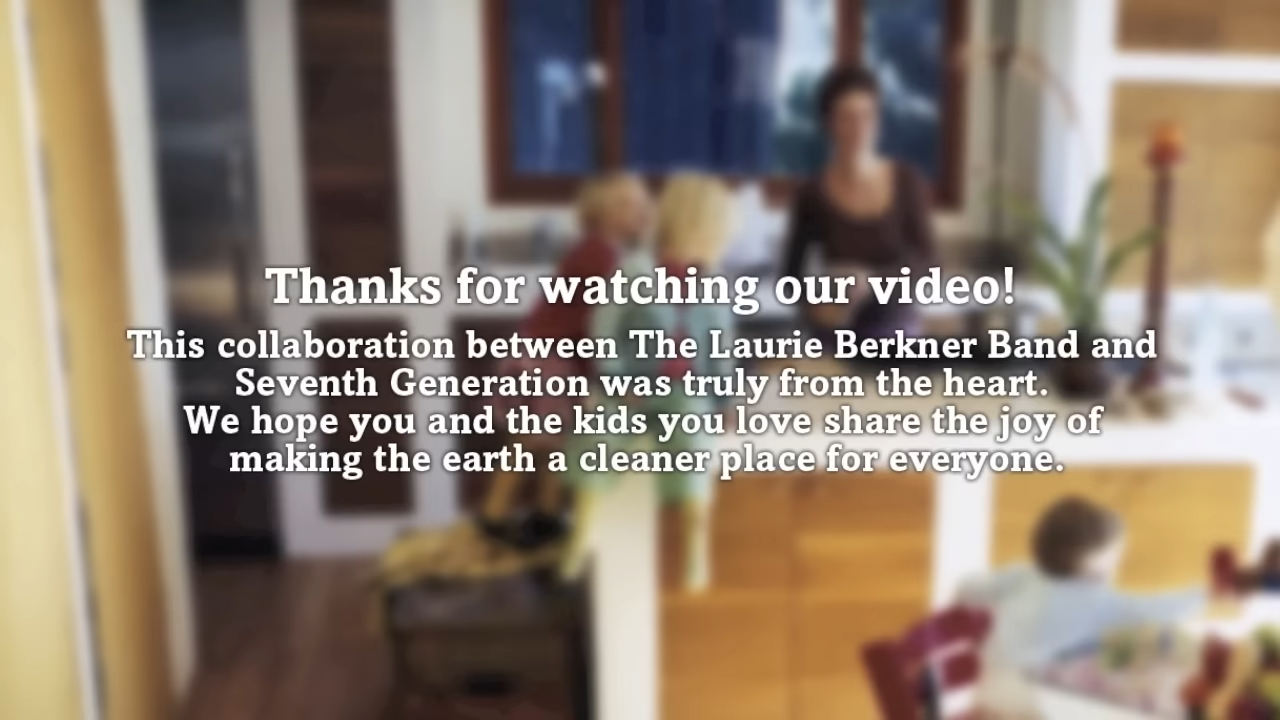 Thanks for watching our video!
This collaboration between The Laurie Berkner Band and
Seventh Generation was truly from the heart.
We hope you and the kids you love share the joy of
making the earth a cleaner place for everyone.